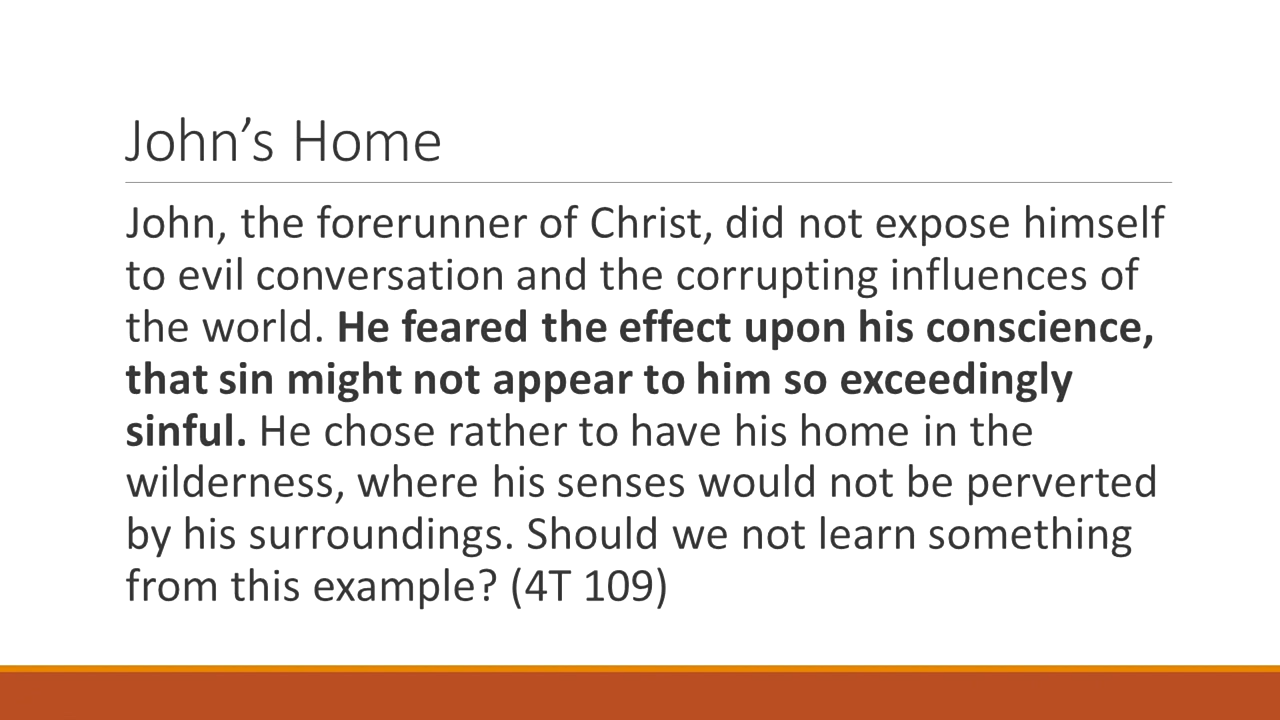 John’s Home
John, the forerunner of Christ, did not expose himself
to evil conversation and the corrupting influences of
the world. He feared the effect upon his conscience,
that sin might not appear to him so exceedingly
sinful. He chose rather to have his home in the
wilderness, where his senses would not be perverted
by his surroundings. Should we not learn something
from this example? (4T 109)